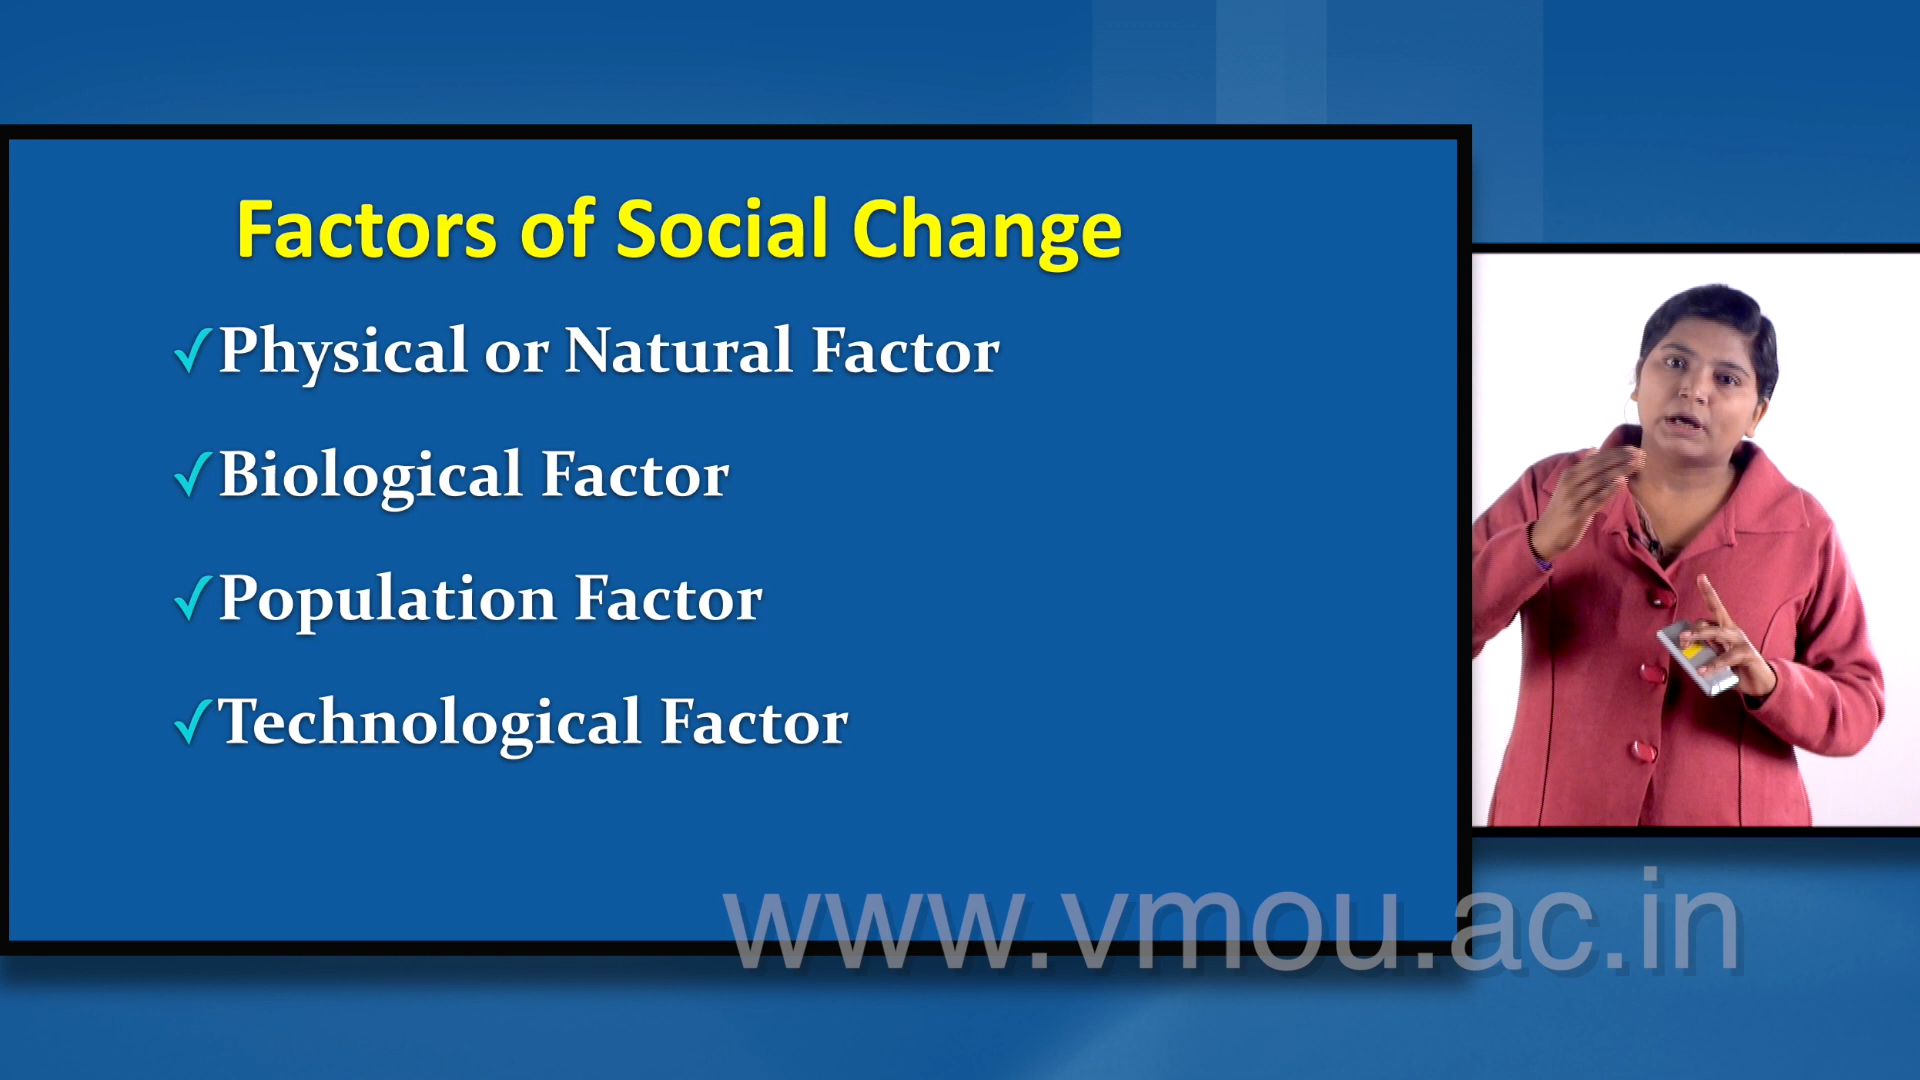 Factors of Social Change
✓Physical or Natural Factor
✓Biological Factor
✓Population Factor
✓Technological Factor
www.vmou.ac.in